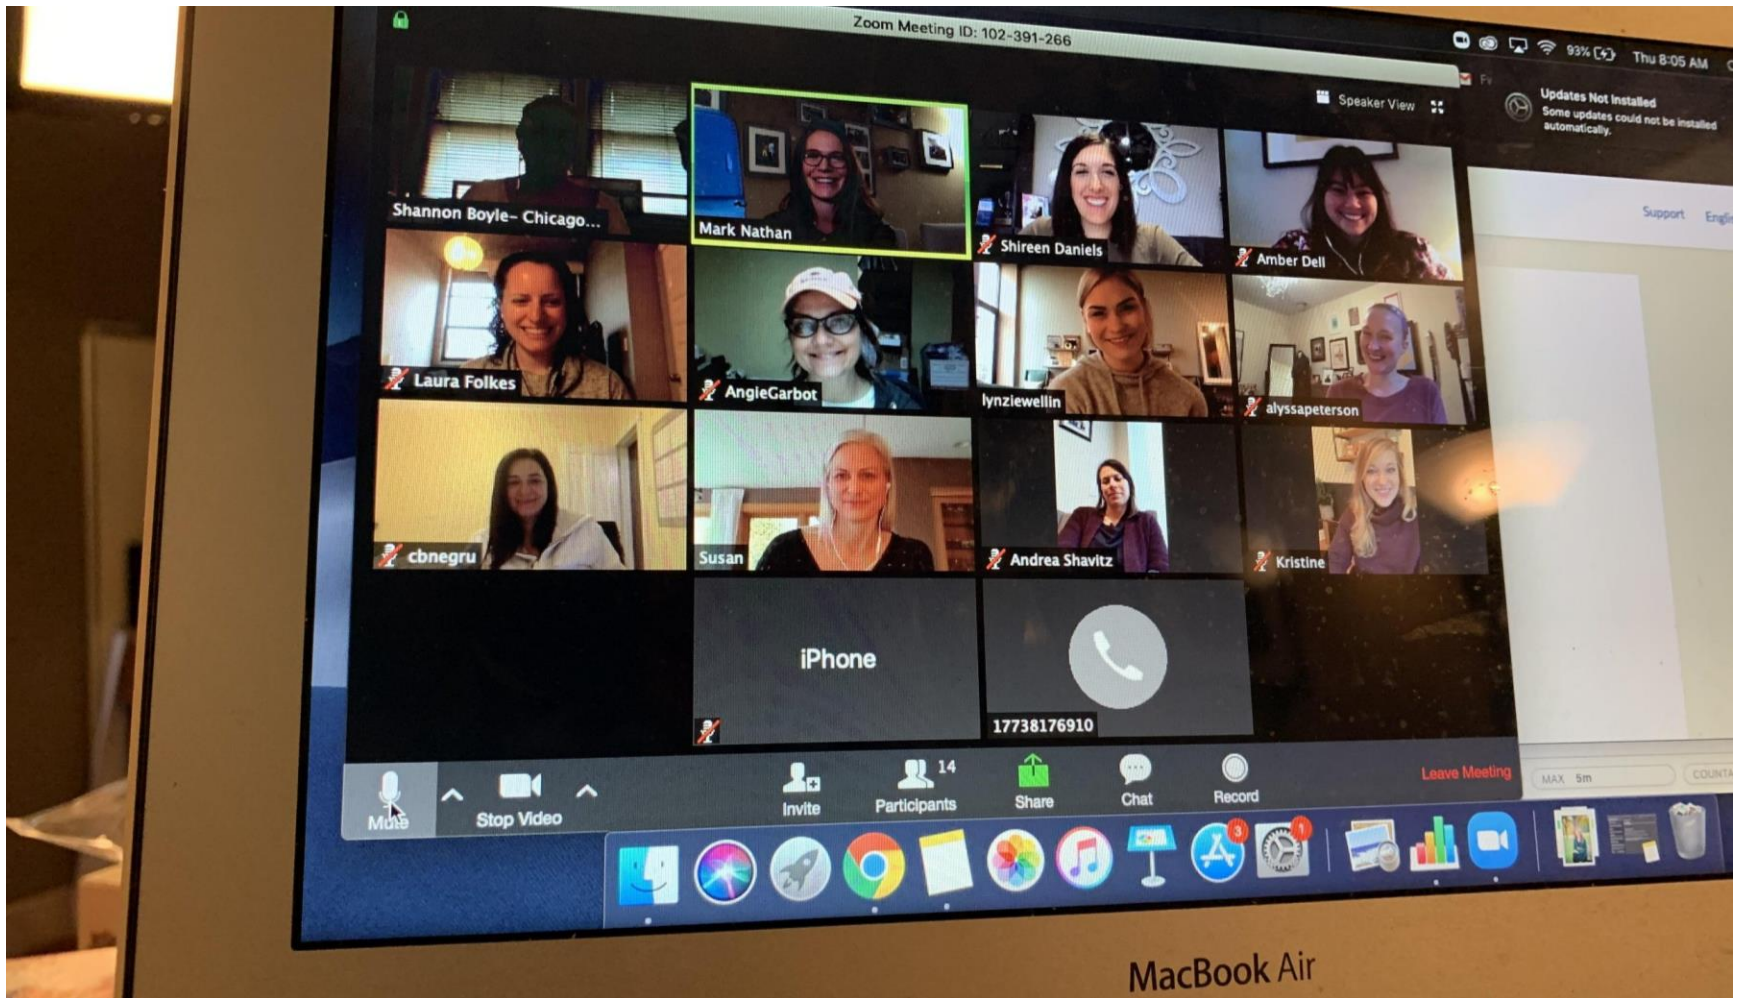 Zoom Meeting ID: 102-391-266
93%
Thu 8:05 AM
Speaker View
Updates Not Installed
Some updates could not be installed
automatically.
Shannon Boyle- Chicago...
Mark Nathan
Shireen Daniels
Amber Dell
Support
Laura Folkes
AngieGarbot
lynziewellin
alyssapeterson
cbnegru
Susan
Andrea Shavitz
Kristine
iPhone
17738176910
Mute
Stop Video
Invite
14
Participants
Share
Chat
Record
Leave Meeting
MAX 5m
3
1
MacBook Air